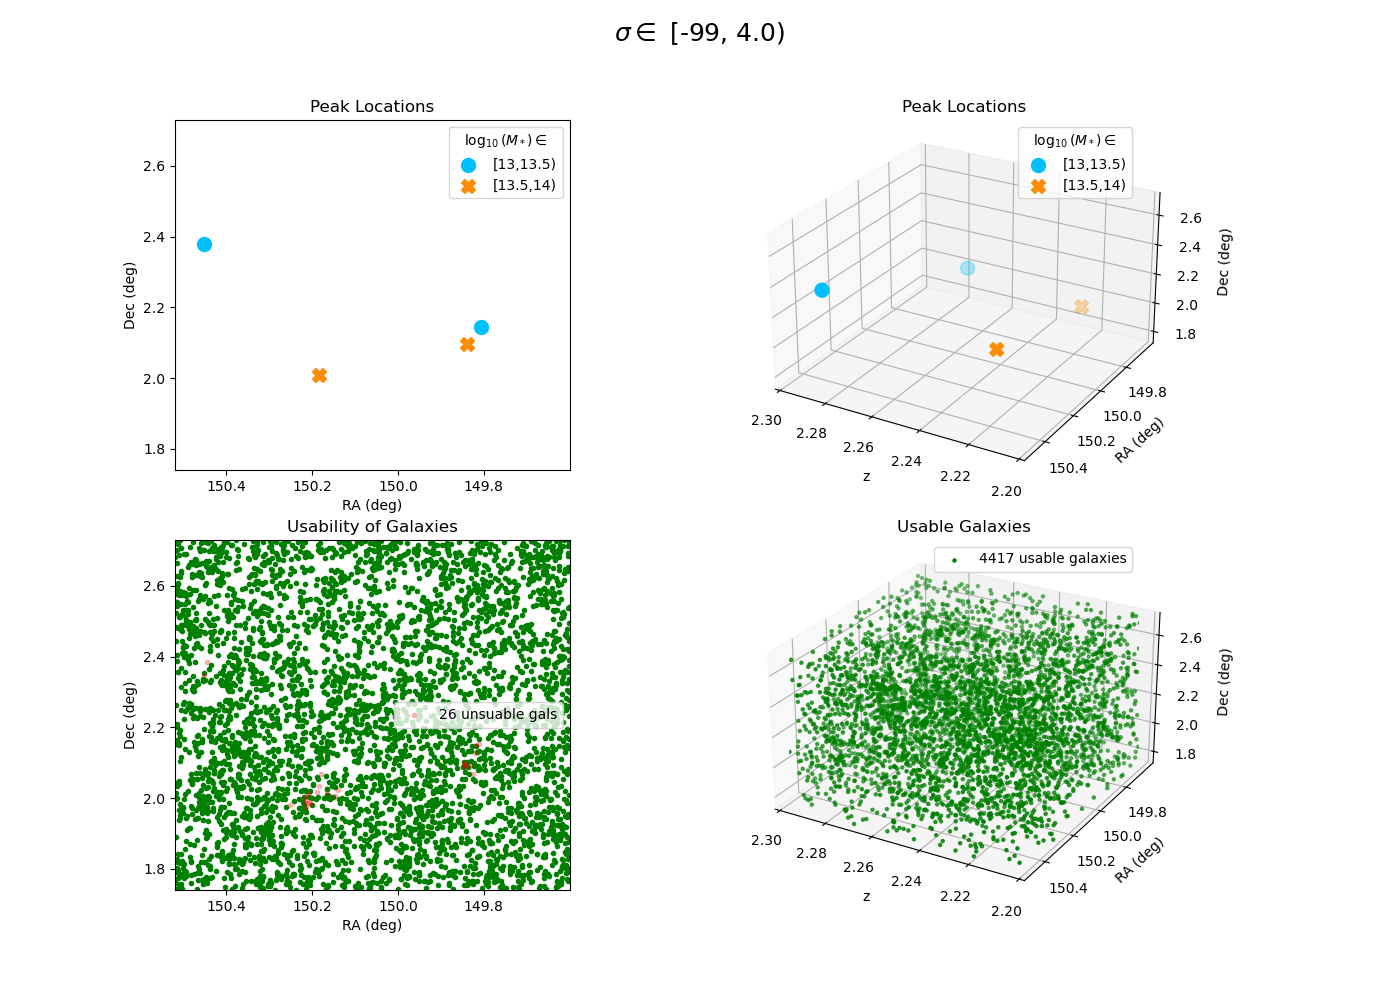 σ∈ [-99, 4.0)
Peak Locations
log₁₀(M*) ∈
[13,13.5)
[13.5,14)
2.6
2.4
2.2
2.0
1.8
Dec (deg)
150.4 150.2 150.0 149.8
RA (deg)
Peak Locations
log₁₀(M*) ∈
[13,13.5)
[13.5,14)
2.6
2.4
2.2
2.0
1.8
Dec (deg)
149.8
150.0
150.2
150.4
RA (deg)
2.30
2.28
2.26
2.24
2.22
2.20
z
Usability of Galaxies
2.6
2.4
2.2
2.0
1.8
Dec (deg)
26 unsuable gals
150.4 150.2 150.0 149.8
RA (deg)
Usable Galaxies
4417 usable galaxies
2.6
2.4
2.2
2.0
1.8
Dec (deg)
149.8
150.0
150.2
150.4
RA (deg)
2.30
2.28
2.26
2.24
2.22
2.20
z